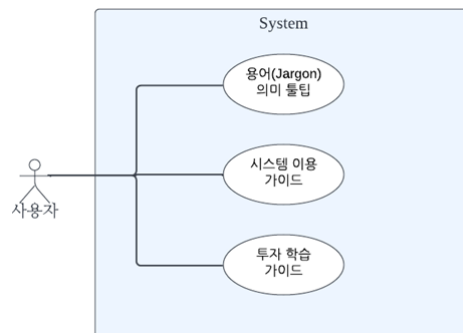 System
용어(Jargon)
의미 툴팁
시스템 이용
가이드
사용자
투자 학습
가이드